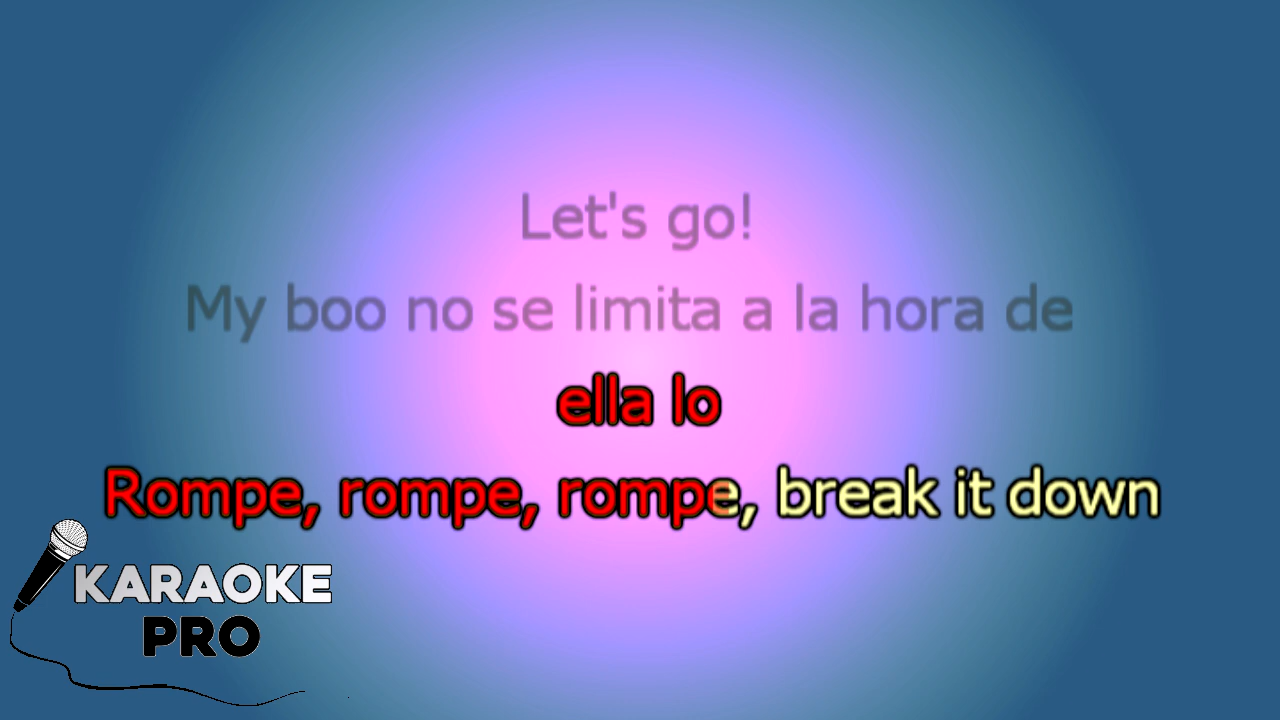 Let's go!
My boo no se limita a la hora de
ella lo
Rompe, rompe, rompe, break it down
KARAOKE
PRO